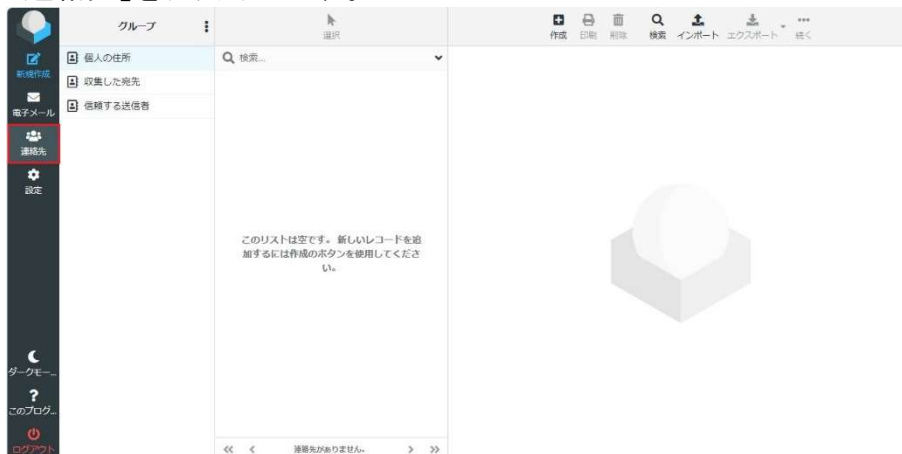 グループ
選択
作成
印刷
削除
検索
インポート
エクスポート
続く
新規作成
電子メール
連絡先
設定
個人の住所
収集した宛先
信頼する送信者
検索...
このリストは空です。 新しいレコードを追
加するには作成のボタンを使用してくださ
い。
ダークモー...
このプログ...
ログアウト
連絡先がありません。